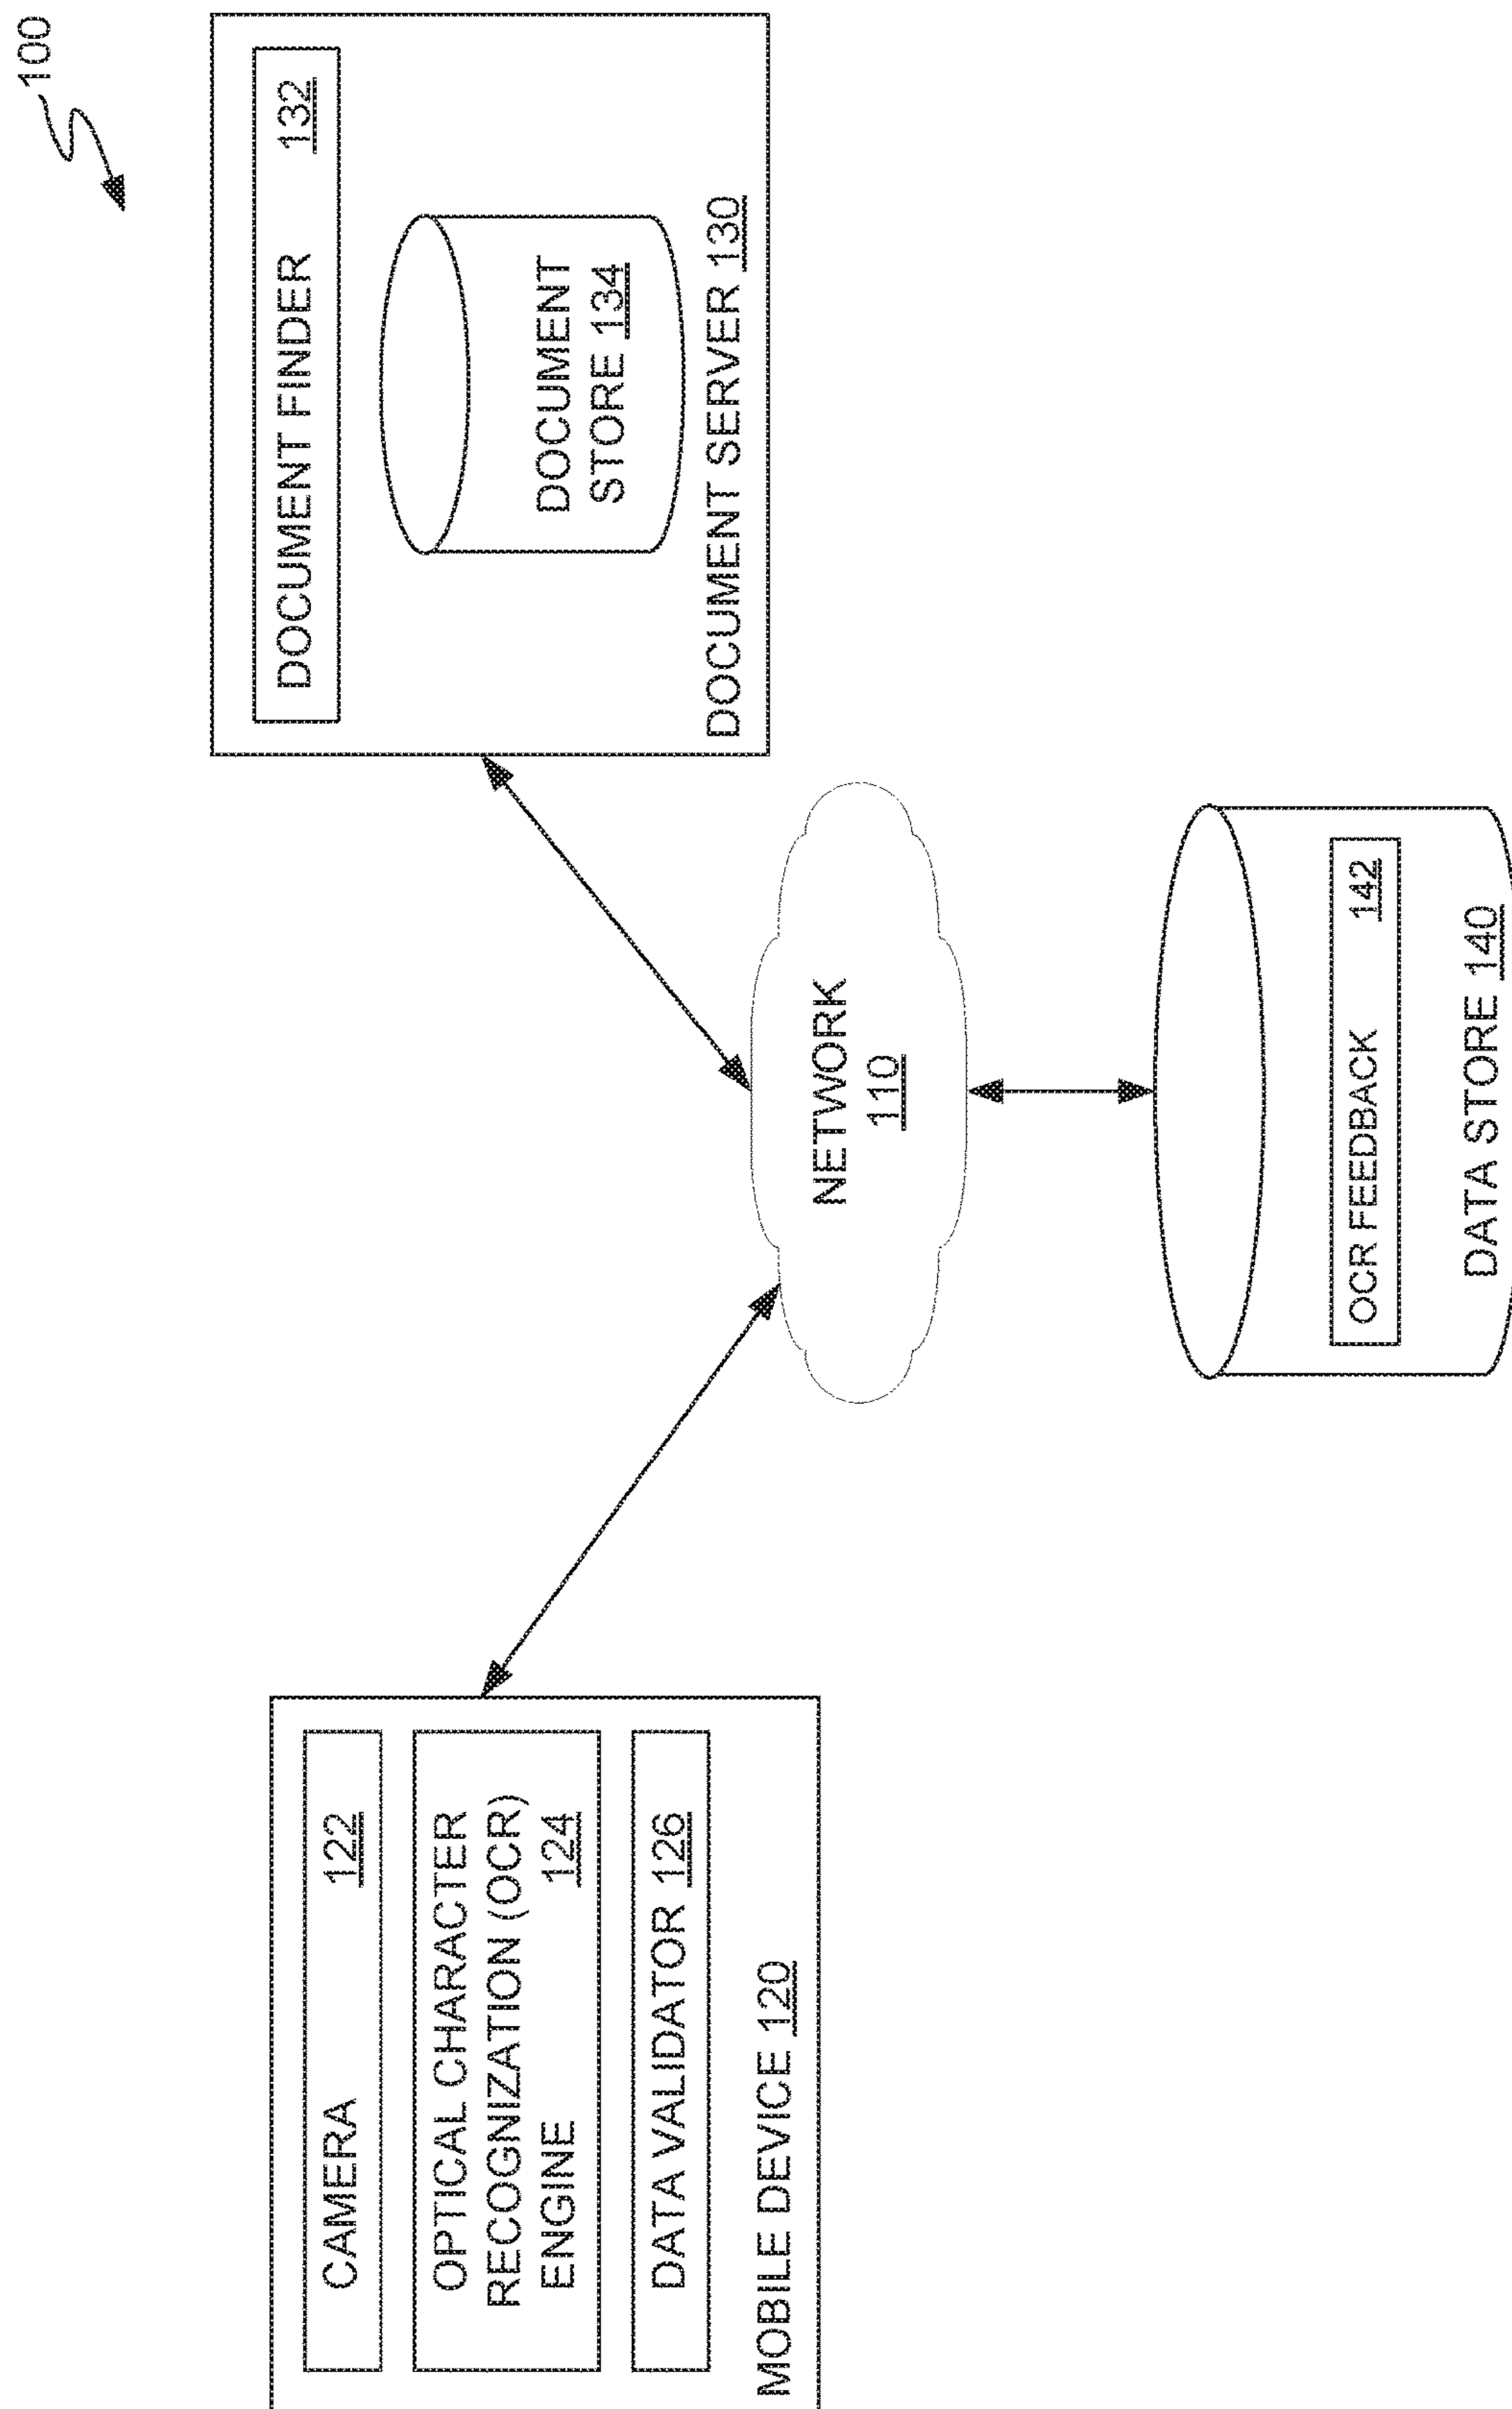 100
CAMERA 122
OPTICAL CHARACTER
RECOGNIZATION (OCR)
ENGINE 124
DATA VALIDATOR 126
MOBILE DEVICE 120
DOCUMENT FINDER 132
DOCUMENT
STORE 134
DOCUMENT SERVER 130
NETWORK
110
OCR FEEDBACK 142
DATA STORE 140